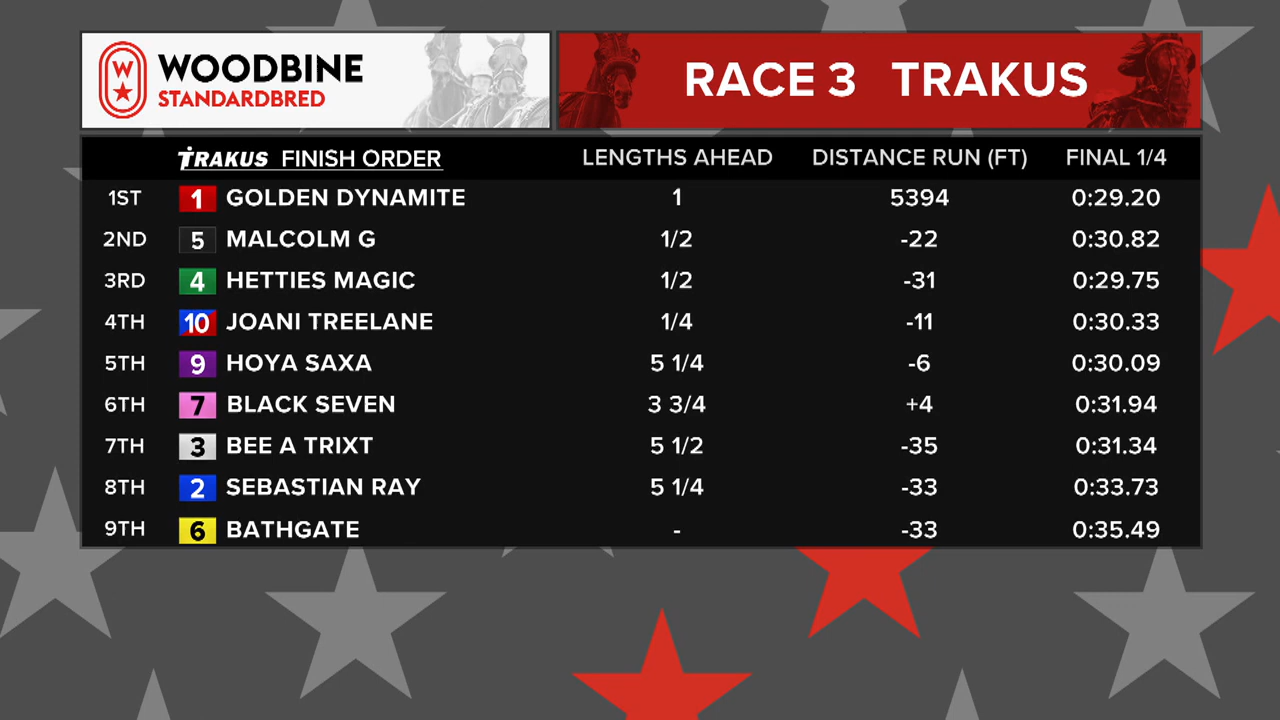 W
WOODBINE
STANDARDBRED
RACE 3 TRAKUS
TRAKUS FINISH ORDER LENGTHS AHEAD DISTANCE RUN (FT) FINAL 1/4
1ST 1 GOLDEN DYNAMITE 1 5394 0:29.20
2ND 5 MALCOLM G 1/2 -22 0:30.82
3RD 4 HETTIES MAGIC 1/2 -31 0:29.75
4TH 10 JOANI TREELANE 1/4 -11 0:30.33
5TH 9 HOYA SAXA 5 1/4 -6 0:30.09
6TH 7 BLACK SEVEN 3 3/4 +4 0:31.94
7TH 3 BEE A TRIXT 5 1/2 -35 0:31.34
8TH 2 SEBASTIAN RAY 5 1/4 -33 0:33.73
9TH 6 BATHGATE - -33 0:35.49